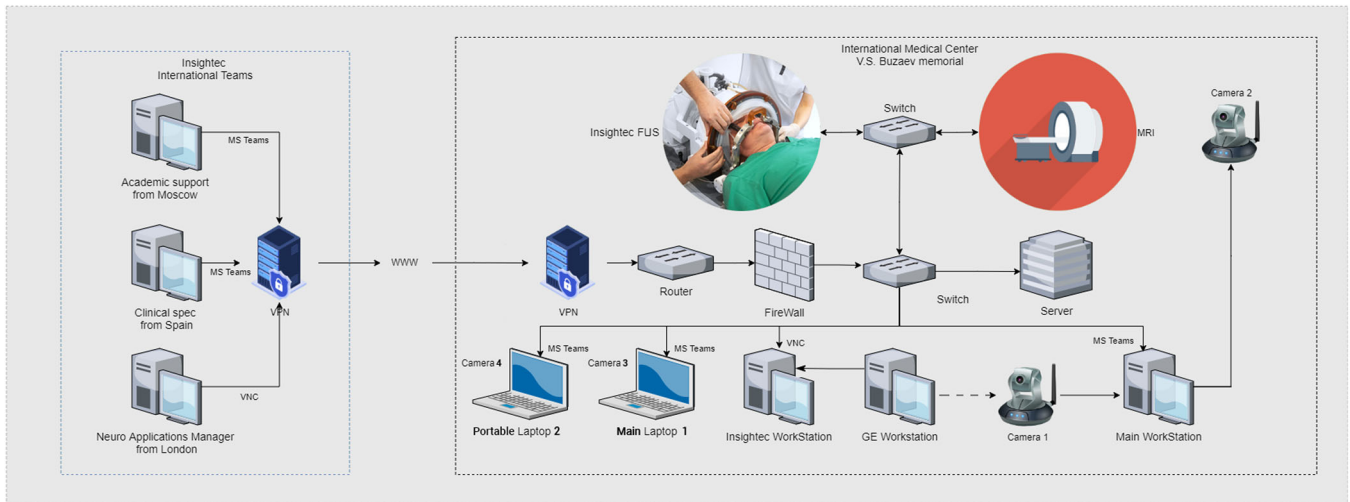 Insightec
International Teams
MS Teams
Academic support
from Moscow
MS Teams
Clinical spec
from Spain
VPN
VNC
Neuro Applications Manager
from London
WWW
International Medical Center
V.S. Buzaev memorial
Insightec FUS
Switch
MRI
Camera 2
VPN
Router
FireWall
Switch
Server
Camera 4
MS Teams
Camera 3
MS Teams
VNC
MS Teams
Portable Laptop 2
Main Laptop 1
Insightec WorkStation
GE Workstation
Camera 1
Main WorkStation